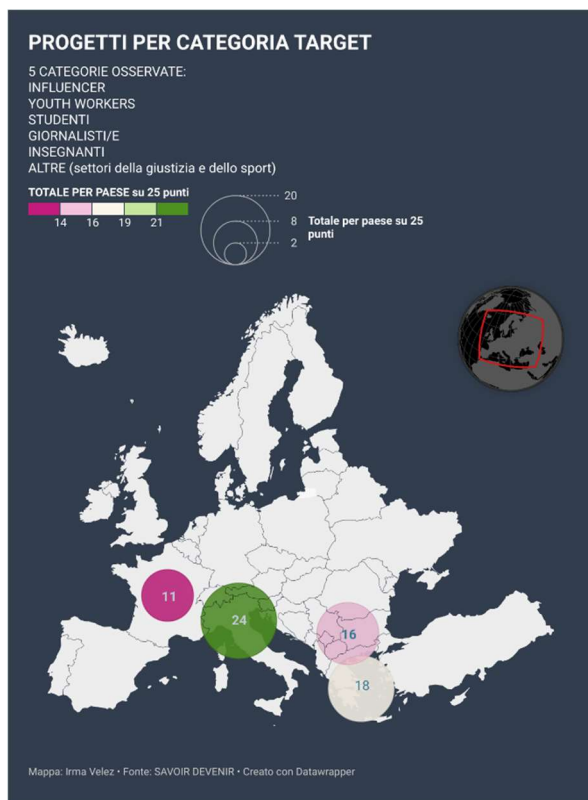 PROGETTI PER CATEGORIA TARGET
5 CATEGORIE OSSERVATE:
INFLUENCER
YOUTH WORKERS
STUDENTI
GIORNALISTI/E
INSEGNANTI
ALTRE (settori della giustizia e dello sport)
TOTALE PER PAESE su 25 punti
14 16 19 21
20
8
2
Totale per paese su 25
punti
11
24
16
18
Mappa: Irma Velez • Fonte: SAVOIR DEVENIR • Creato con Datawrapper